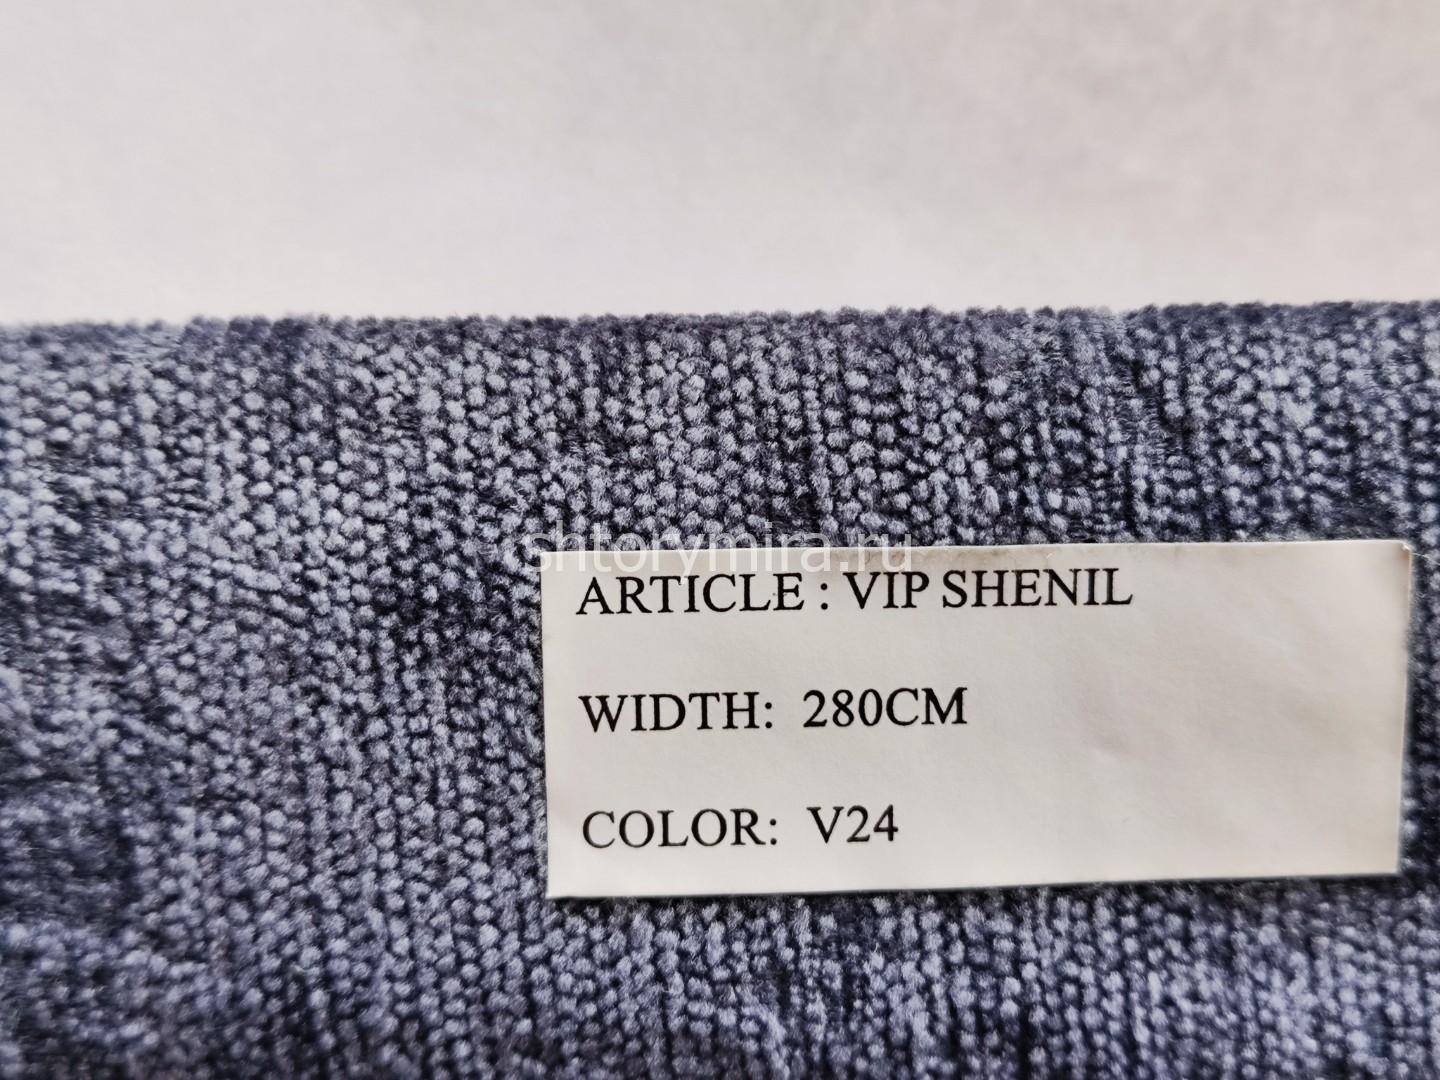 shtorymira.ru
ARTICLE : VIP SHENIL
WIDTH: 280CM
COLOR: V24